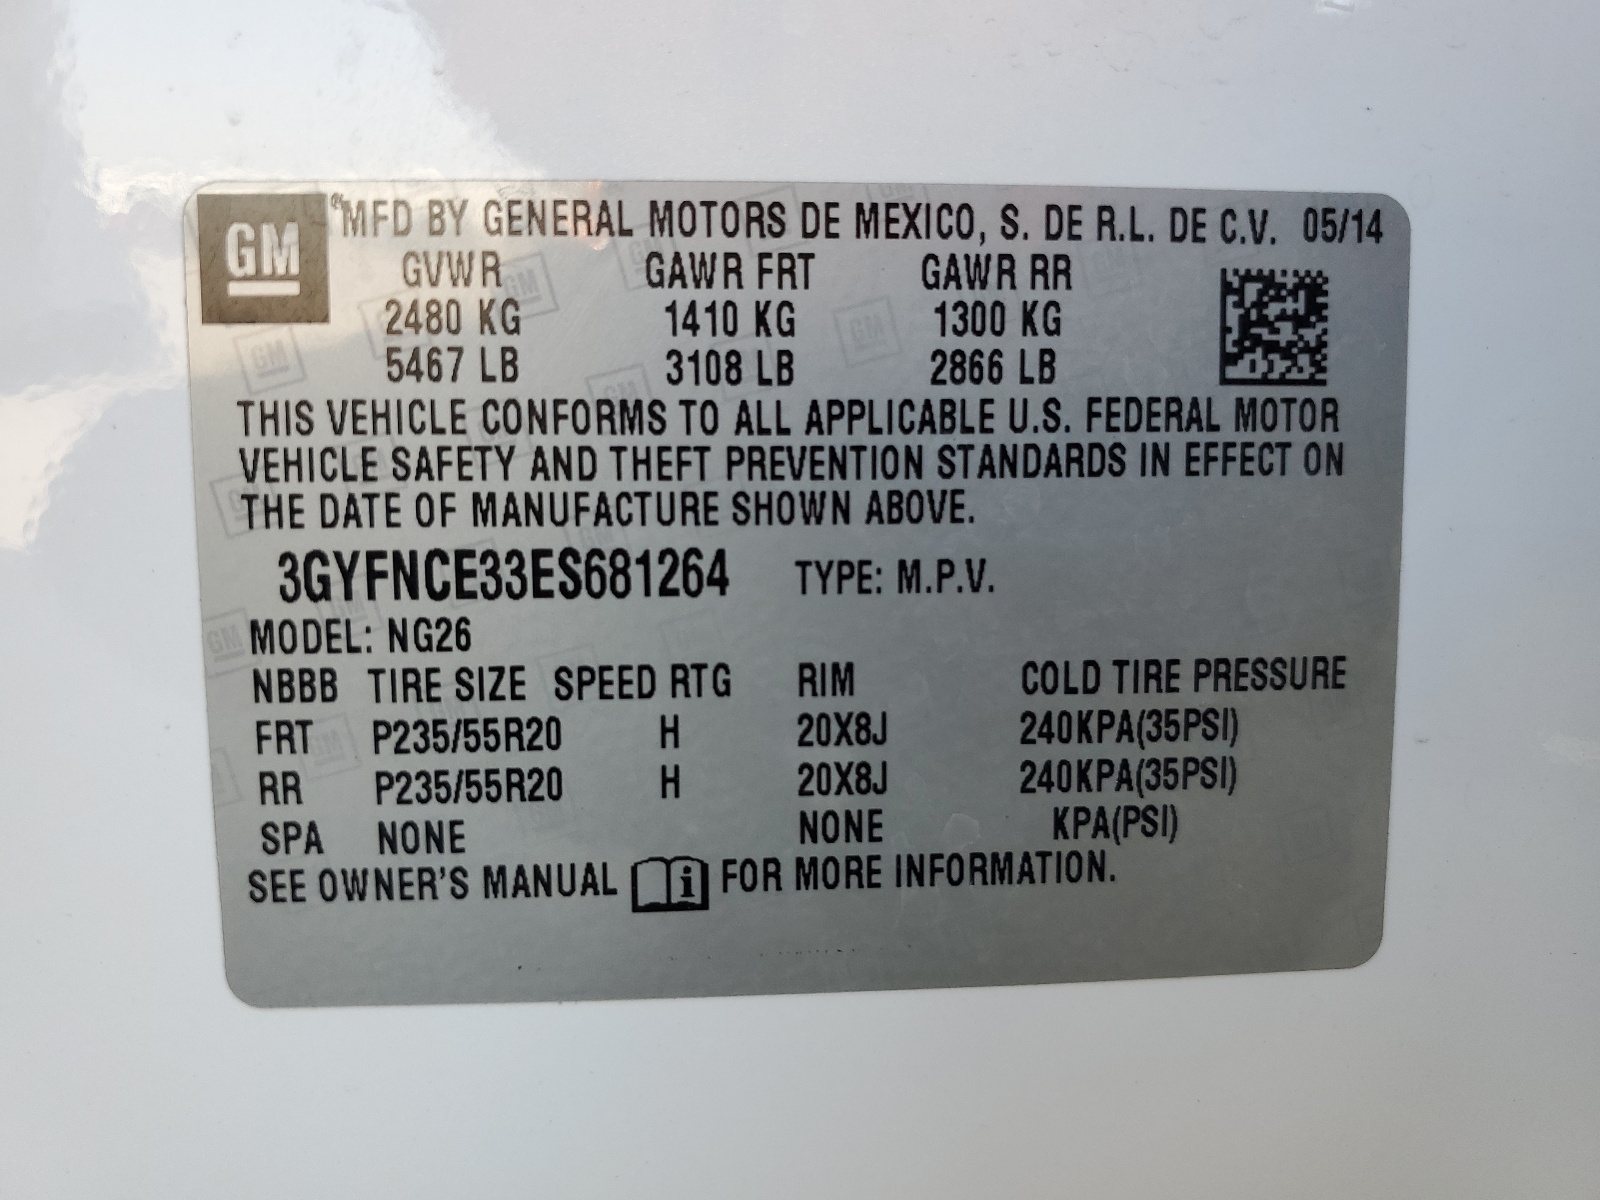 GM ® MFD BY GENERAL MOTORS DE MEXICO, S. DE R.L. DE C.V. 05/14
GVWR GAWR FRT GAWR RR
2480 KG 1410 KG 1300 KG
5467 LB 3108 LB 2866 LB
THIS VEHICLE CONFORMS TO ALL APPLICABLE U.S. FEDERAL MOTOR
VEHICLE SAFETY AND THEFT PREVENTION STANDARDS IN EFFECT ON
THE DATE OF MANUFACTURE SHOWN ABOVE.
3GYFNCE33ES681264 TYPE: M.P.V.
MODEL: NG26
NBBB TIRE SIZE SPEED RTG RIM COLD TIRE PRESSURE
FRT P235/55R20 H 20X8J 240KPA(35PSI)
RR P235/55R20 H 20X8J 240KPA(35PSI)
SPA NONE NONE KPA(PSI)
SEE OWNER'S MANUAL i FOR MORE INFORMATION.